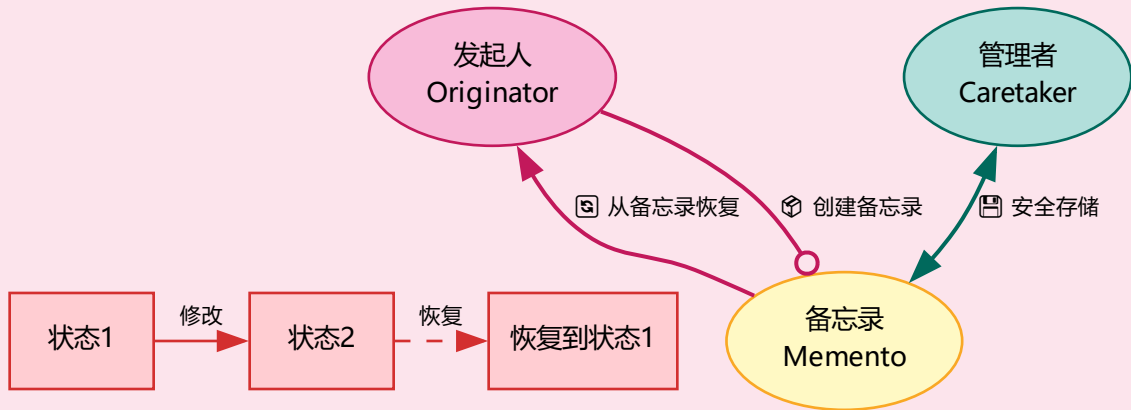 发起人
Originator
管理者
Caretaker
从备忘录恢复
创建备忘录
安全存储
状态1
修改
状态2
恢复
恢复到状态1
备忘录
Memento